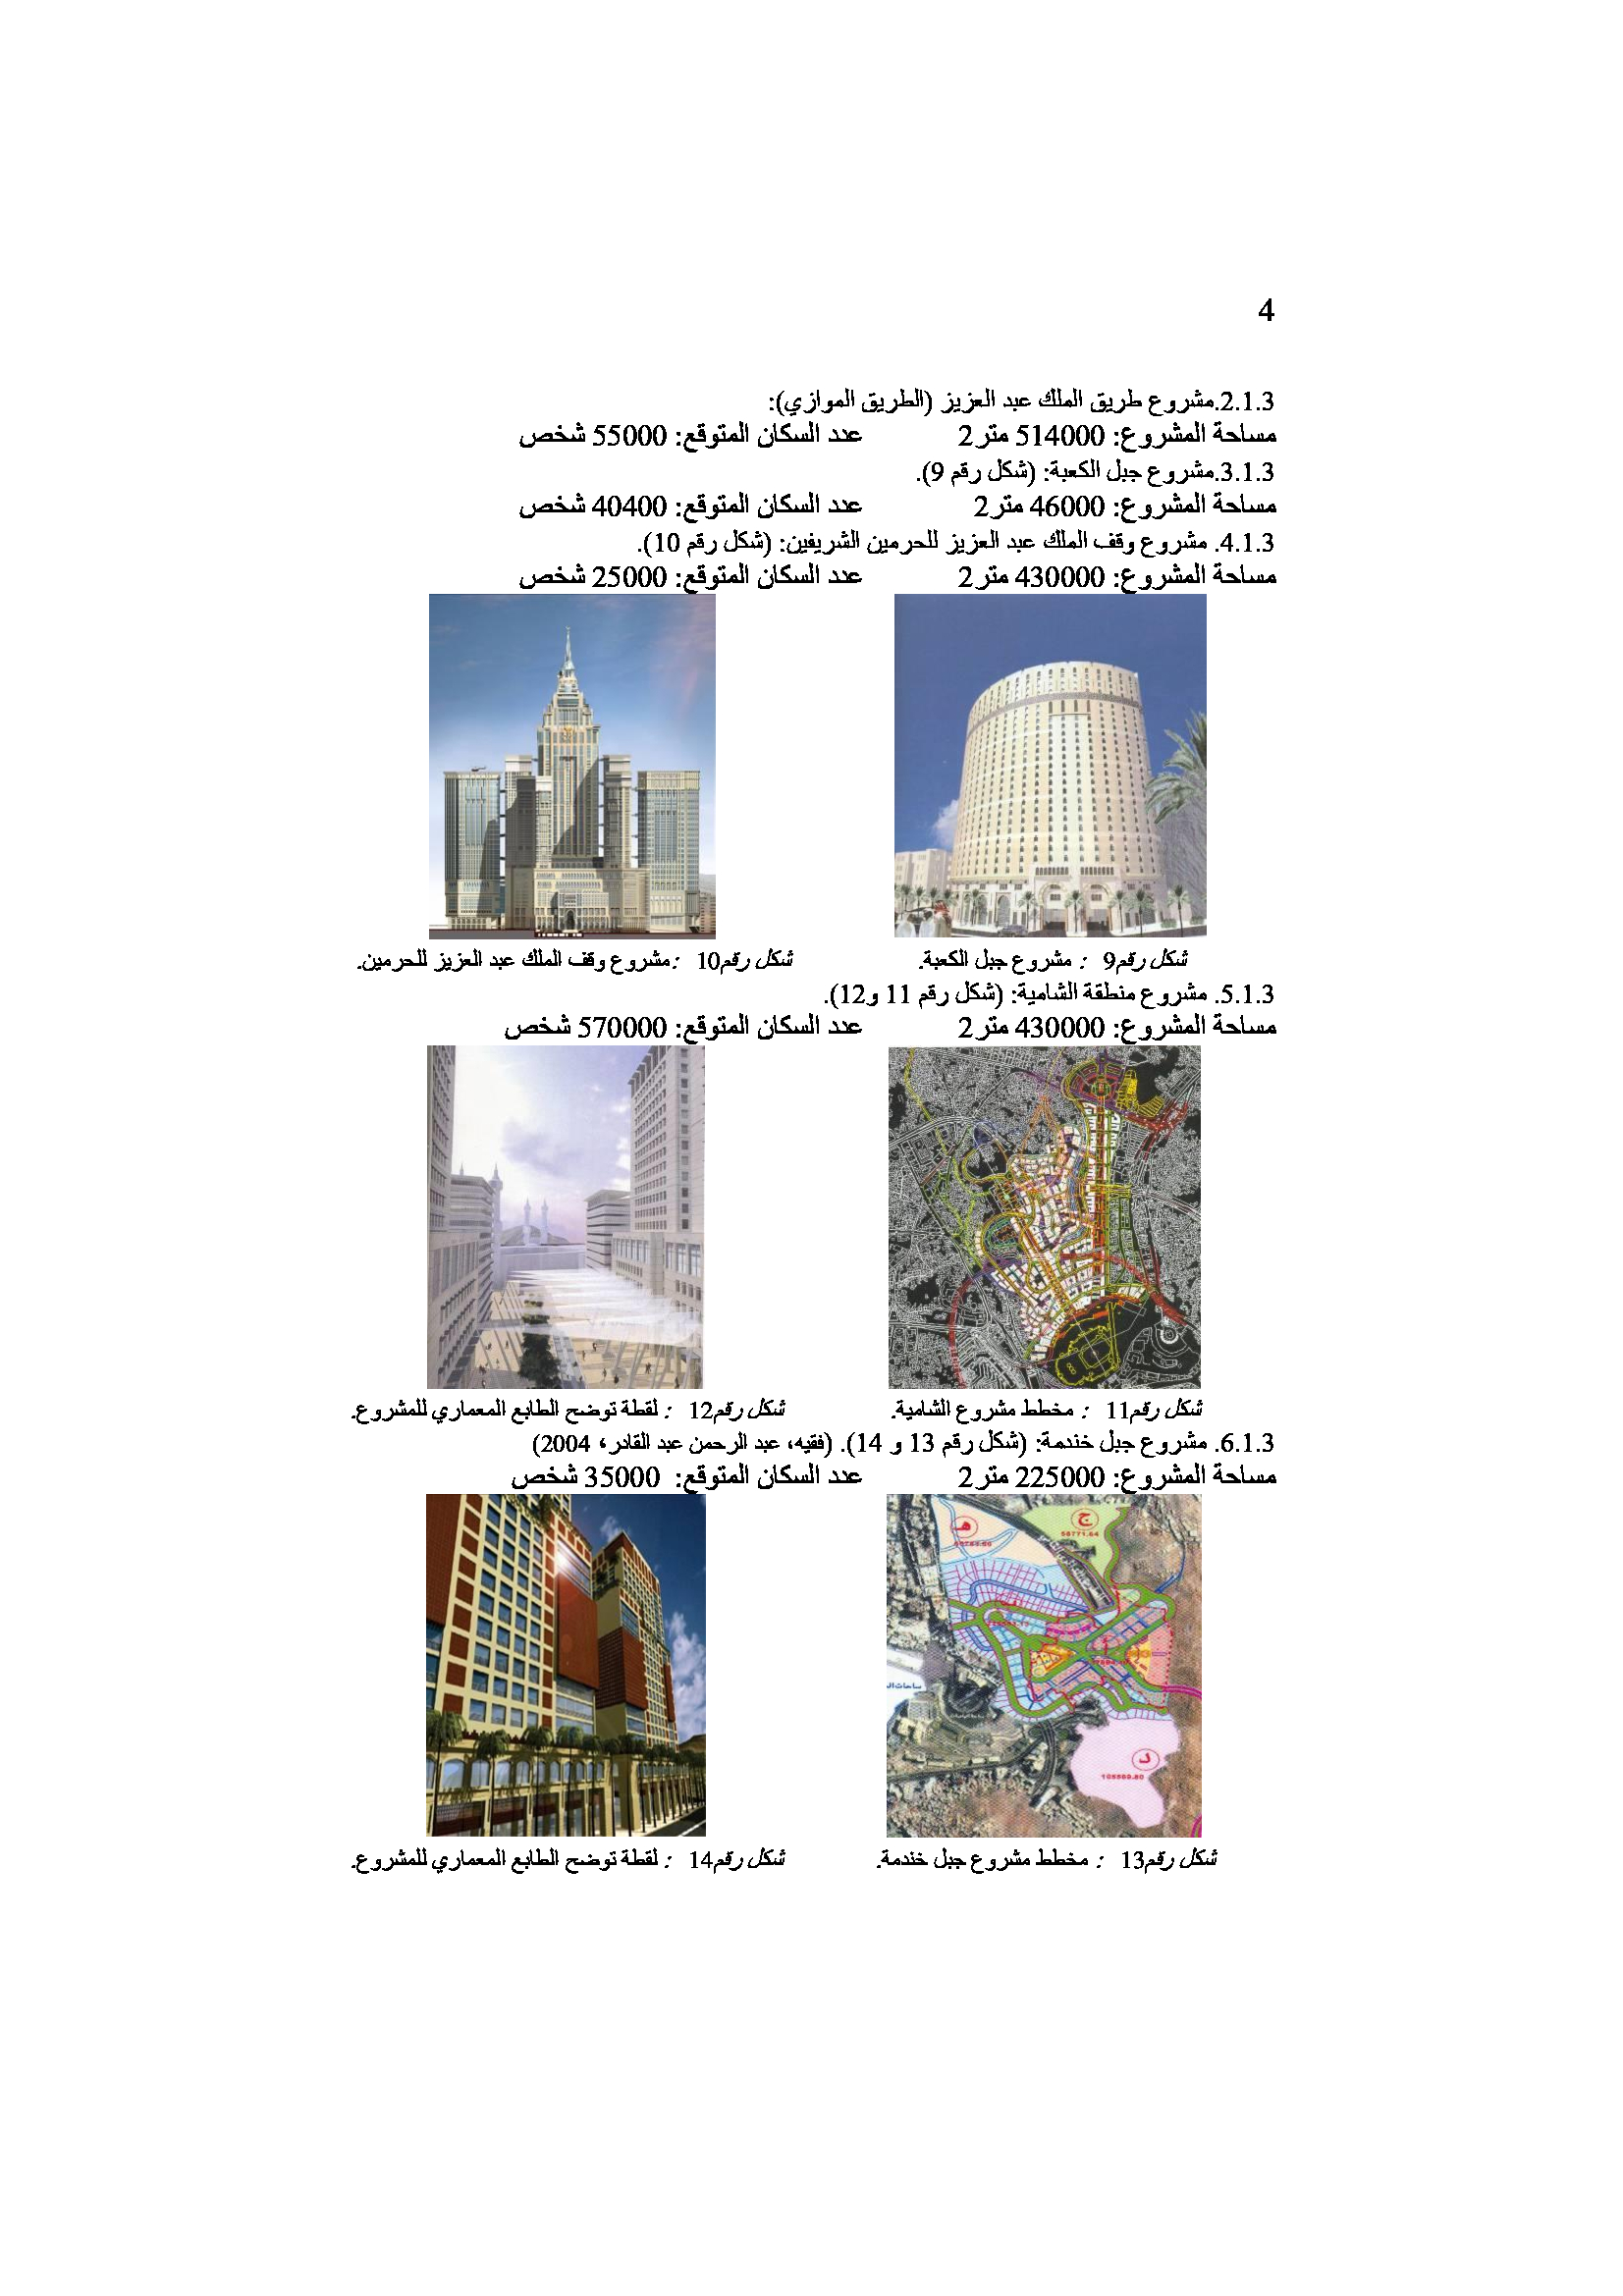 4
2.1.3.مشروع طريق الملك عبد العزيز (الطريق الموازي):
مساحة المشروع: 514000 متر2 عدد السكان المتوقع: 55000 شخص
3.1.3.مشروع جبل الكعبة: (شكل رقم 9).
مساحة المشروع: 46000 متر2 عدد السكان المتوقع: 40400 شخص
4.1.3. مشروع وقف الملك عبد العزيز للحرمين الشريفين: (شكل رقم 10).
مساحة المشروع: 430000 متر2 عدد السكان المتوقع: 25000 شخص
شكل رقم9 : مشروع جبل الكعبة.
شكل رقم10 :مشروع وقف الملك عبد العزيز للحرمين.
5.1.3. مشروع منطقة الشامية: (شكل رقم 11 و12).
مساحة المشروع: 430000 متر2 عدد السكان المتوقع: 570000 شخص
شكل رقم11 : مخطط مشروع الشامية.
شكل رقم12 : لقطة توضح الطابع المعماري للمشروع.
6.1.3. مشروع جبل خندمة: (شكل رقم 13 و 14). (فقيه، عبد الرحمن عبد القادر، 2004)
مساحة المشروع: 225000 متر2 عدد السكان المتوقع: 35000 شخص
ج
56771.64
هـ
د
ساحات ال
شكل رقم13 : مخطط مشروع جبل خندمة.
شكل رقم14 : لقطة توضح الطابع المعماري للمشروع.